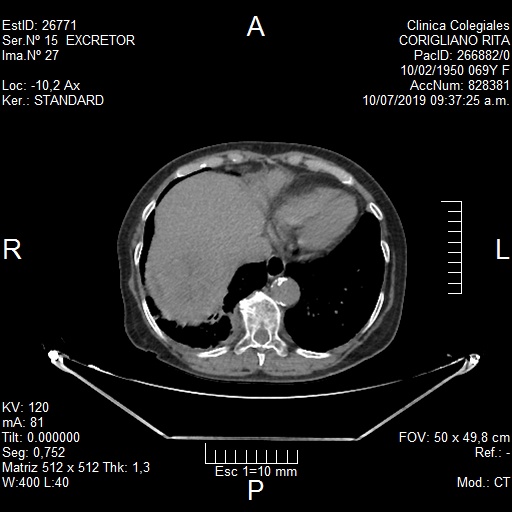 EstID: 26771
Ser.Nº 15  EXCRETOR
Ima.Nº 27
Loc: -10,2 Ax
Ker.: STANDARD
A
Clinica Colegiales
CORIGLIANO RITA
PacID: 266882/0
10/02/1950 069Y F
AccNum: 828381
10/07/2019 09:37:25 a.m.
R
L
KV: 120
mA: 81
Tilt: 0.000000
Seg: 0,752
Matriz 512 x 512 Thk: 1,3
W:400 L:40
Esc 1=10 mm
P
FOV: 50 x 49,8 cm
Ref.: -
Mod.: CT